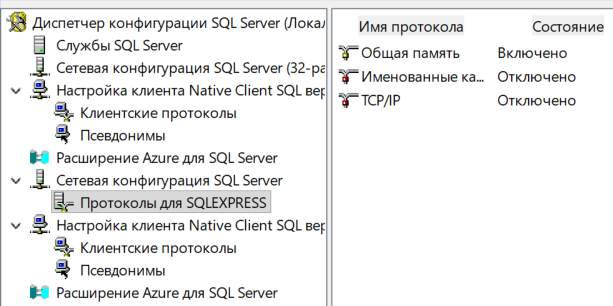 Диспетчер конфигурации SQL Server (Лока
Службы SQL Server
Сетевая конфигурация SQL Server (32-ра
Настройка клиента Native Client SQL вер
Клиентские протоколы
Псевдонимы
Расширение Azure для SQL Server
Сетевая конфигурация SQL Server
Протоколы для SQLEXPRESS
Настройка клиента Native Client SQL вер
Клиентские протоколы
Псевдонимы
Расширение Azure для SQL Server
Имя протокола Состояние
Общая память Включено
Именованные ка... Отключено
TCP/IP Отключено